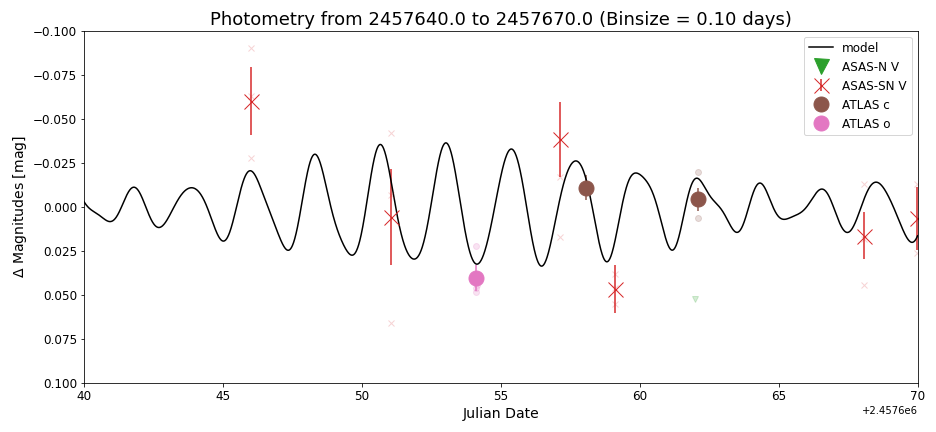 Photometry from 2457640.0 to 2457670.0 (Binsize = 0.10 days)
−0.100
−0.075
−0.050
−0.025
0.000
0.025
0.050
0.075
0.100
Δ Magnitudes [mag]
model
ASAS-N V
ASAS-SN V
ATLAS c
ATLAS o
40 45 50 55 60 65 70
Julian Date
+2.4576e6